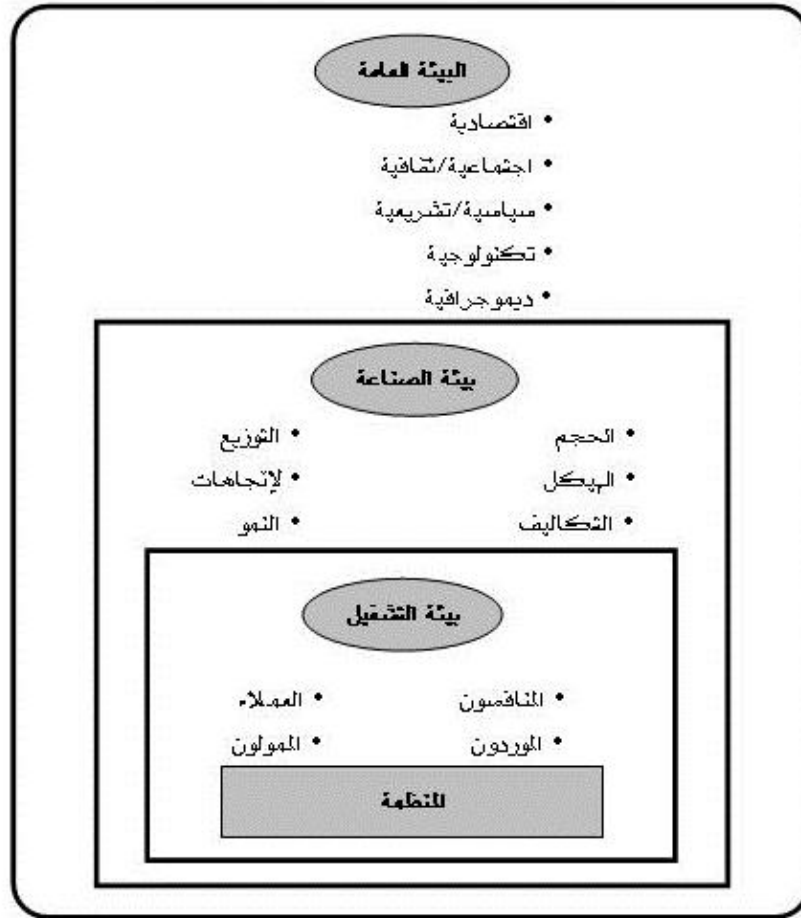 البيئة العامة
• اقتصادية
• اجتماعية/ثقافية
• سياسية/تشريعية
• تكنولوجية
• ديموجرافية
بيئة الصناعة
• الحجم • التوزيع
• الهيكل • لإتجاهات
• التكاليف • النمو
بيئة التشغيل
• المنافسون • العملاء
• الموردون • الممولون
المنظمة